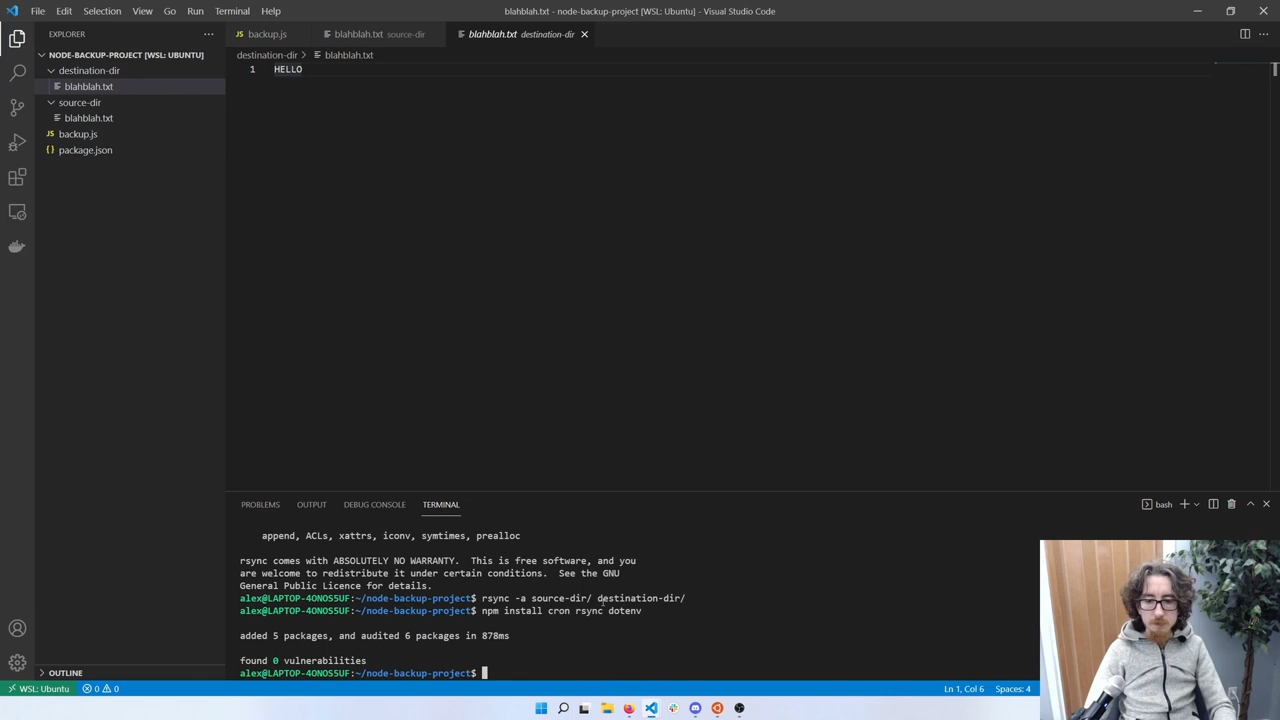 File Edit Selection View Go Run Terminal Help
blahblah.txt - node-backup-project [WSL: Ubuntu] - Visual Studio Code
EXPLORER
NODE-BACKUP-PROJECT [WSL: UBUNTU]
destination-dir
blahblah.txt
source-dir
blahblah.txt
JS backup.js
{} package.json
OUTLINE
JS backup.js
blahblah.txt source-dir
blahblah.txt destination-dir
destination-dir > blahblah.txt
1 HELLO
PROBLEMS OUTPUT DEBUG CONSOLE TERMINAL
bash
append, ACLs, xattrs, iconv, symtimes, prealloc
rsync comes with ABSOLUTELY NO WARRANTY. This is free software, and you
are welcome to redistribute it under certain conditions. See the GNU
General Public Licence for details.
alex@LAPTOP-4ONOS5UF:~/node-backup-project$ rsync -a source-dir/ destination-dir/
alex@LAPTOP-4ONOS5UF:~/node-backup-project$ npm install cron rsync dotenv
added 5 packages, and audited 6 packages in 878ms
found 0 vulnerabilities
alex@LAPTOP-4ONOS5UF:~/node-backup-project$
WSL: Ubuntu 0 0
Ln 1, Col 6 Spaces: 4